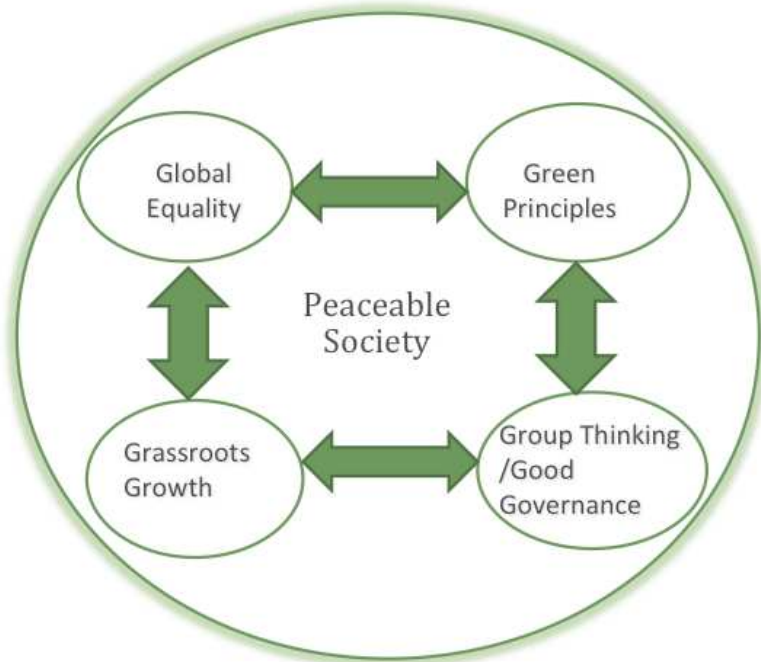 Global
Equality
Green
Principles
Peaceable
Society
Grassroots
Growth
Group Thinking
/Good
Governance